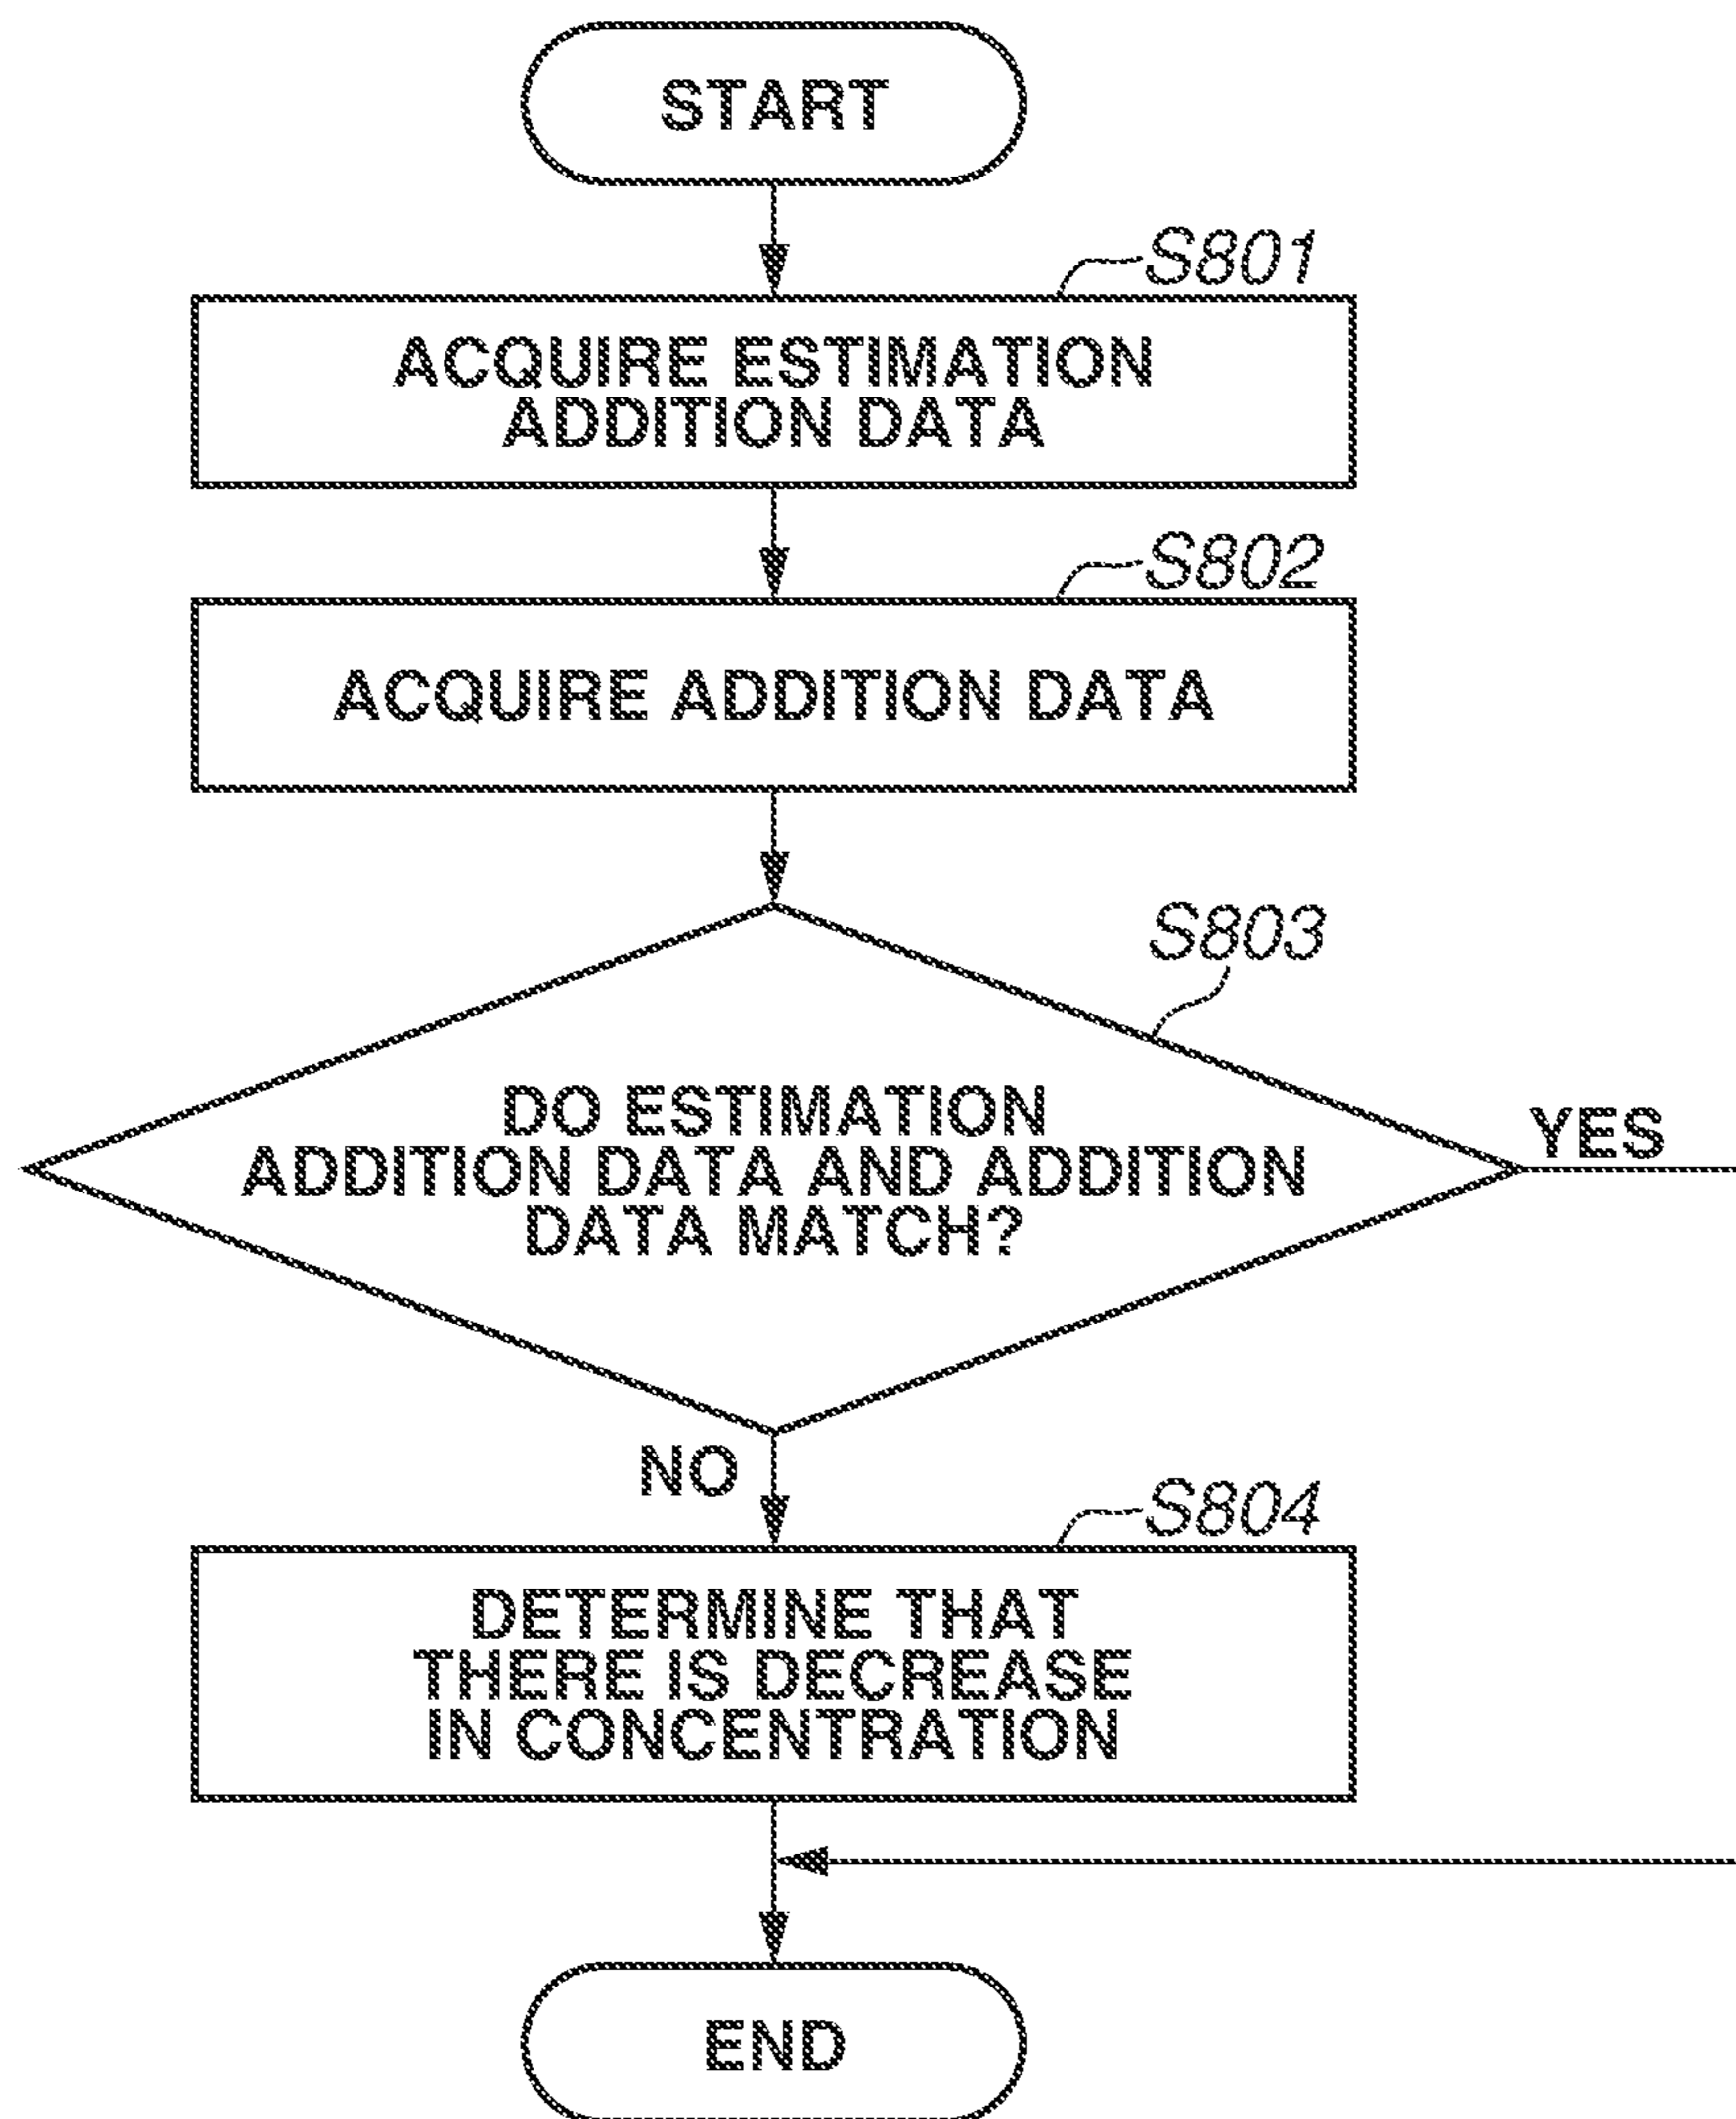 START
S801
ACQUIRE ESTIMATION
ADDITION DATA
S802
ACQUIRE ADDITION DATA
S803
DO ESTIMATION
ADDITION DATA AND ADDITION
DATA MATCH?
YES
NO
S804
DETERMINE THAT
THERE IS DECREASE
IN CONCENTRATION
END